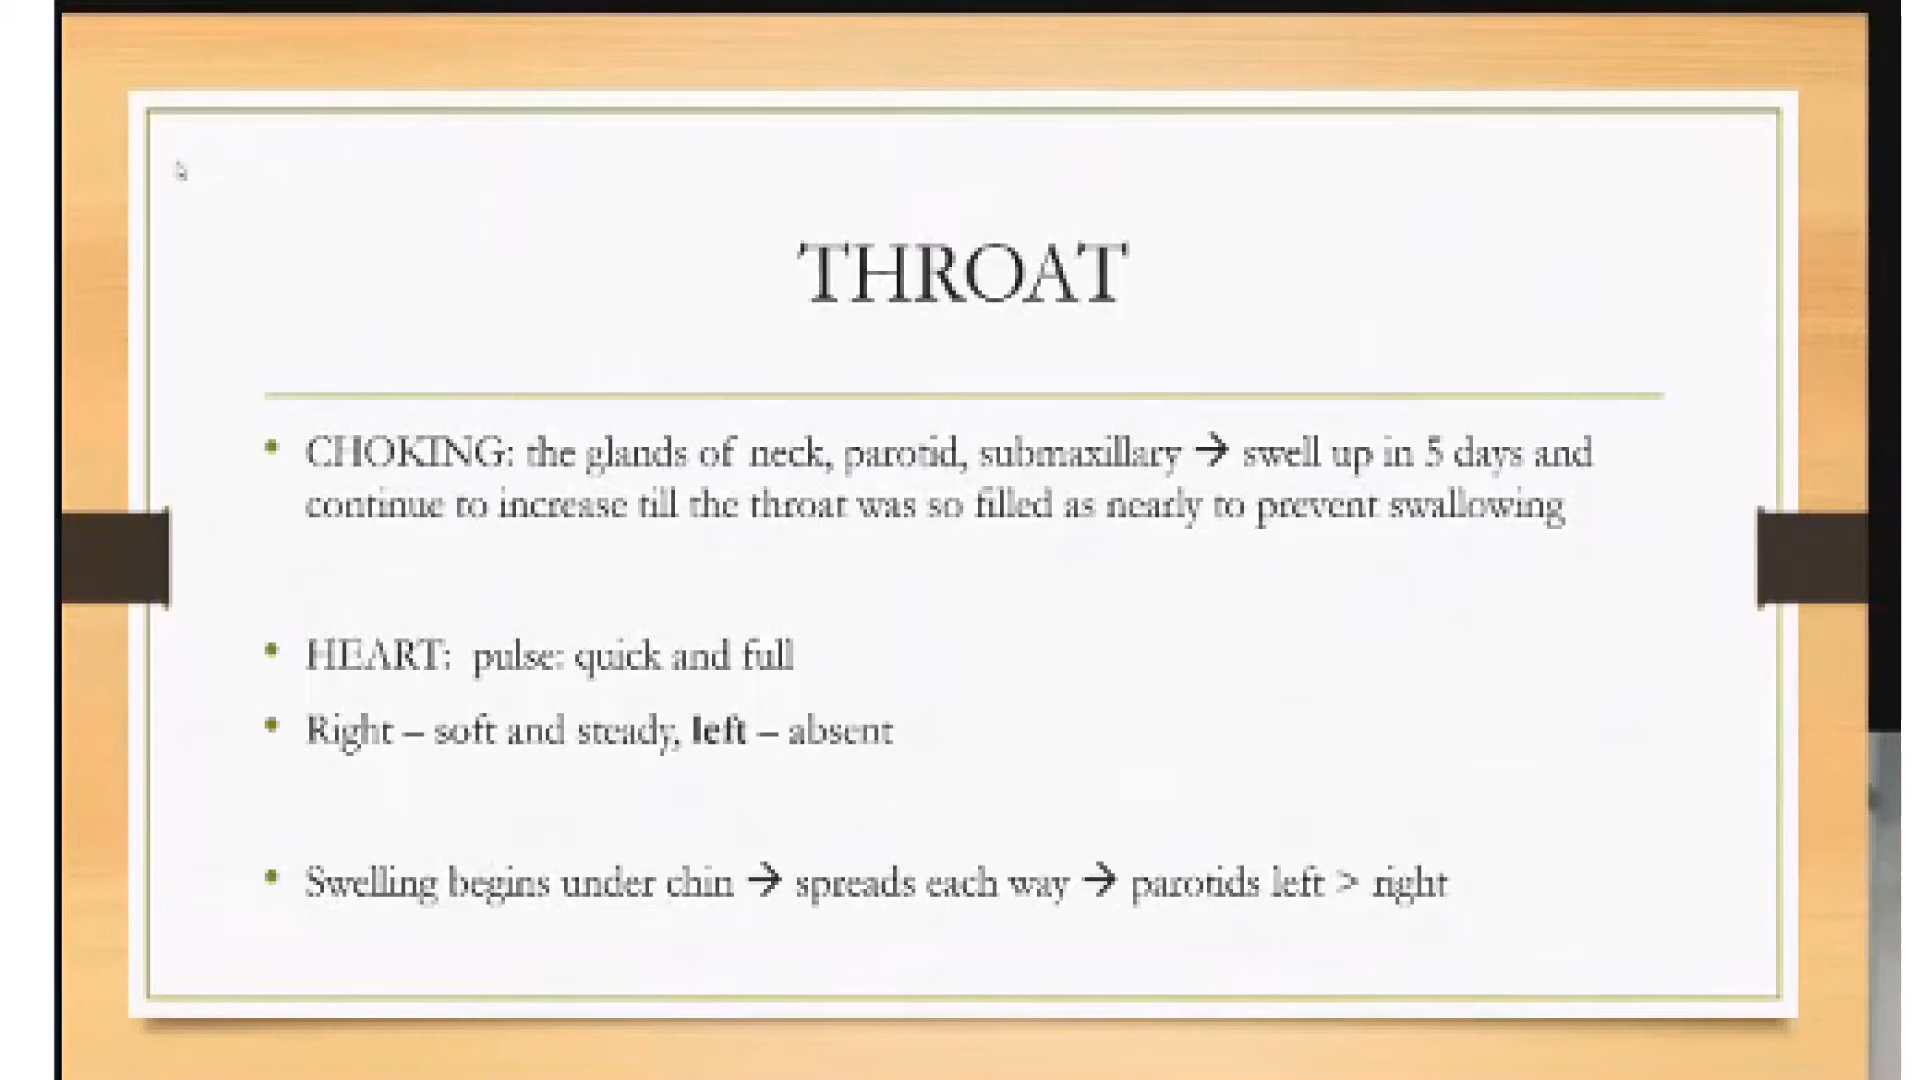 THROAT
• CHOKING: the glands of neck, parotid, submaxillary → swell up in 5 days and
continue to increase till the throat was so filled as nearly to prevent swallowing
• HEART: pulse: quick and full
• Right – soft and steady, left – absent
• Swelling begins under chin → spreads each way → parotids left > right